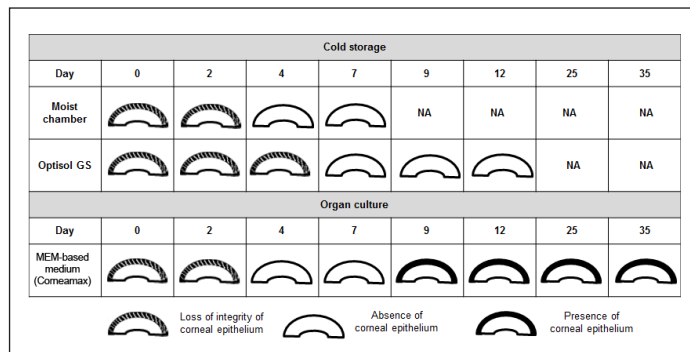 Cold storage
Day 0 2 4 7 9 12 25 35
Moist
chamber
NA NA NA NA
Optisol GS NA NA
Organ culture
Day 0 2 4 7 9 12 25 35
MEM-based
medium
(Corneamax)
Loss of integrity of
corneal epithelium
Absence of
corneal epithelium
Presence of
corneal epithelium